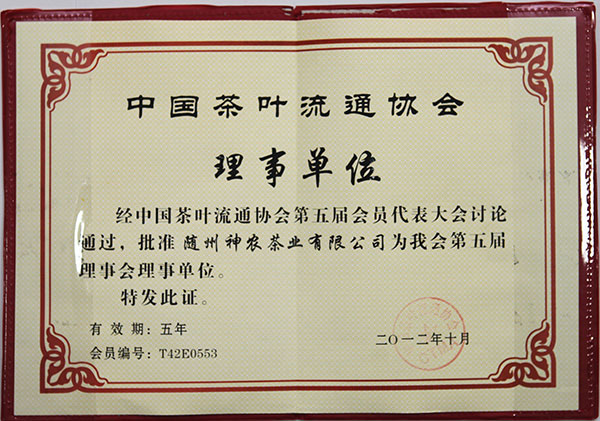 中国茶叶流通协会
理事单位
经中国茶叶流通协会第五届会员代表大会讨论
通过，批准 随州神农茶业有限公司 为我会第五届
理事会理事单位。
特发此证。
有 效 期：五年
会员编号：T42E0553
二〇一二年十月